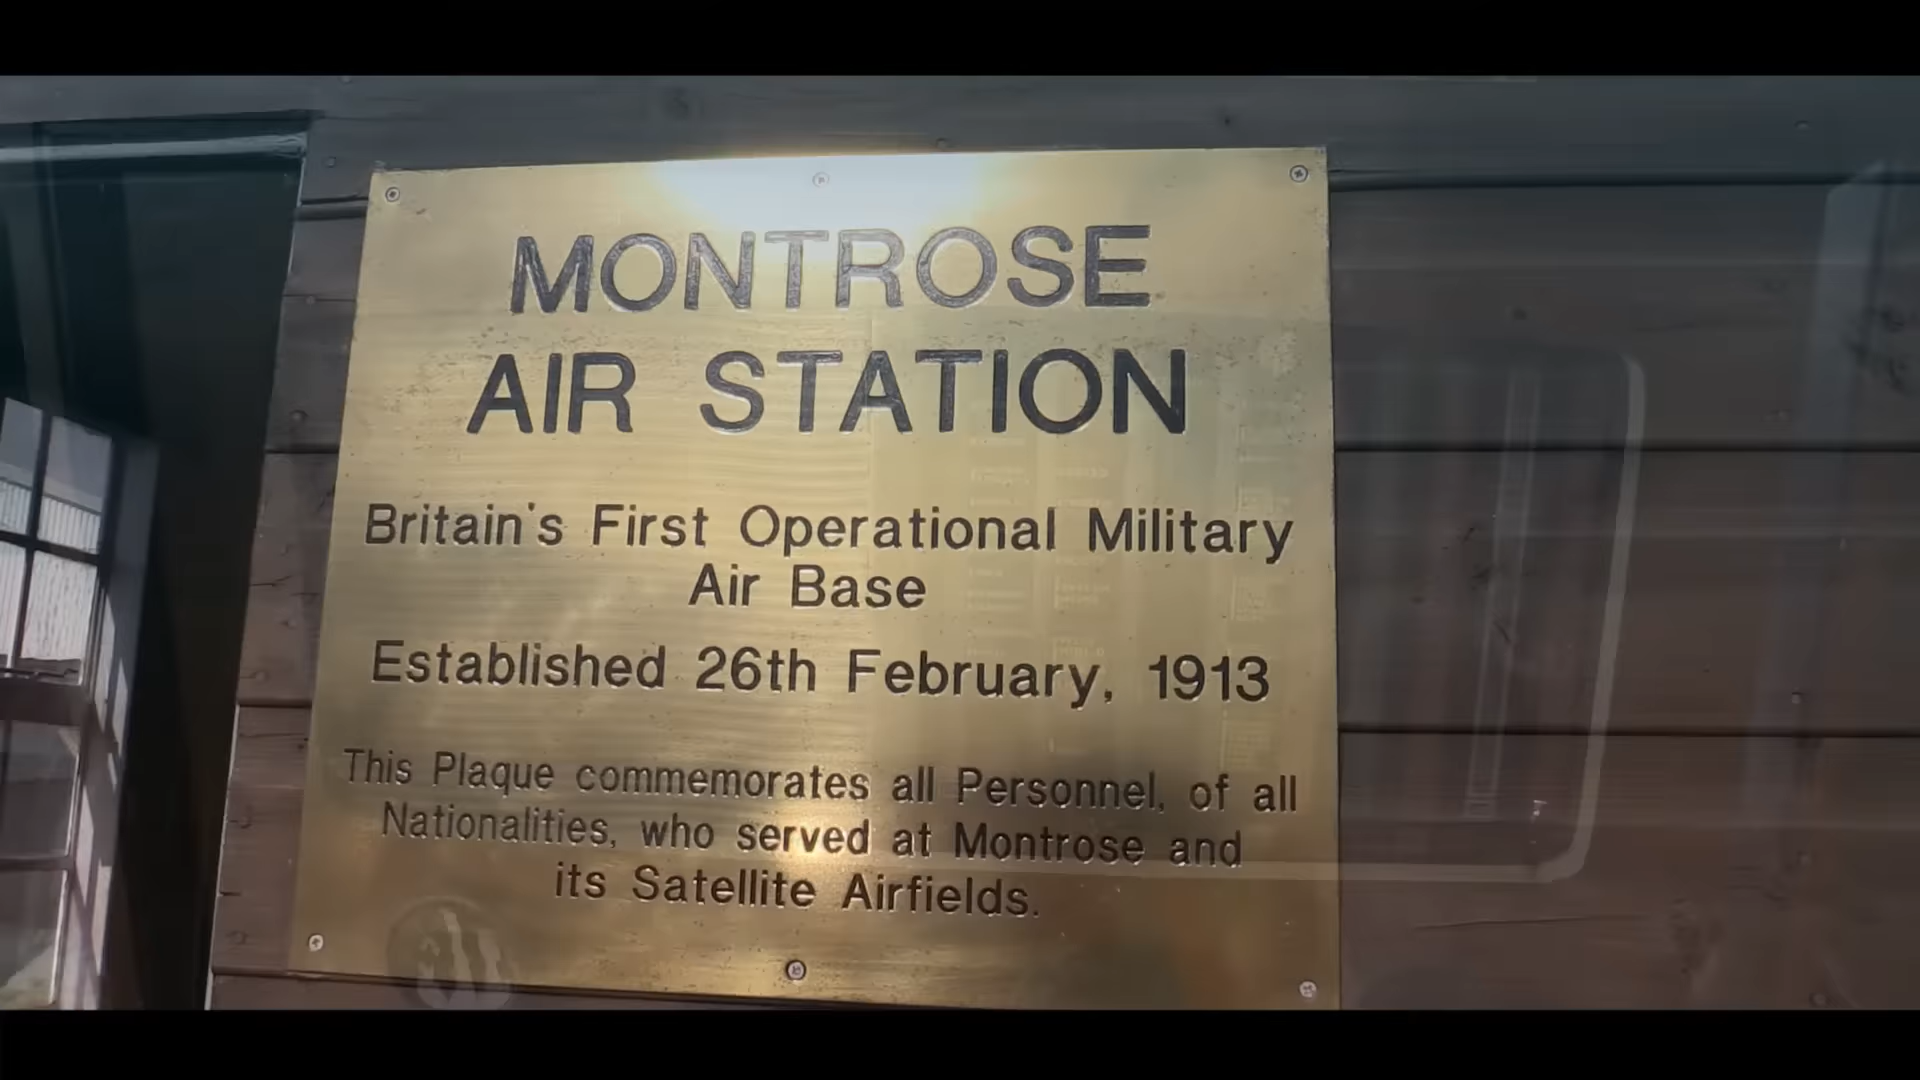 MONTROSE
AIR STATION
Britain's First Operational Military
Air Base
Established 26th February, 1913
This Plaque commemorates all Personnel, of all
Nationalities, who served at Montrose and
its Satellite Airfields.